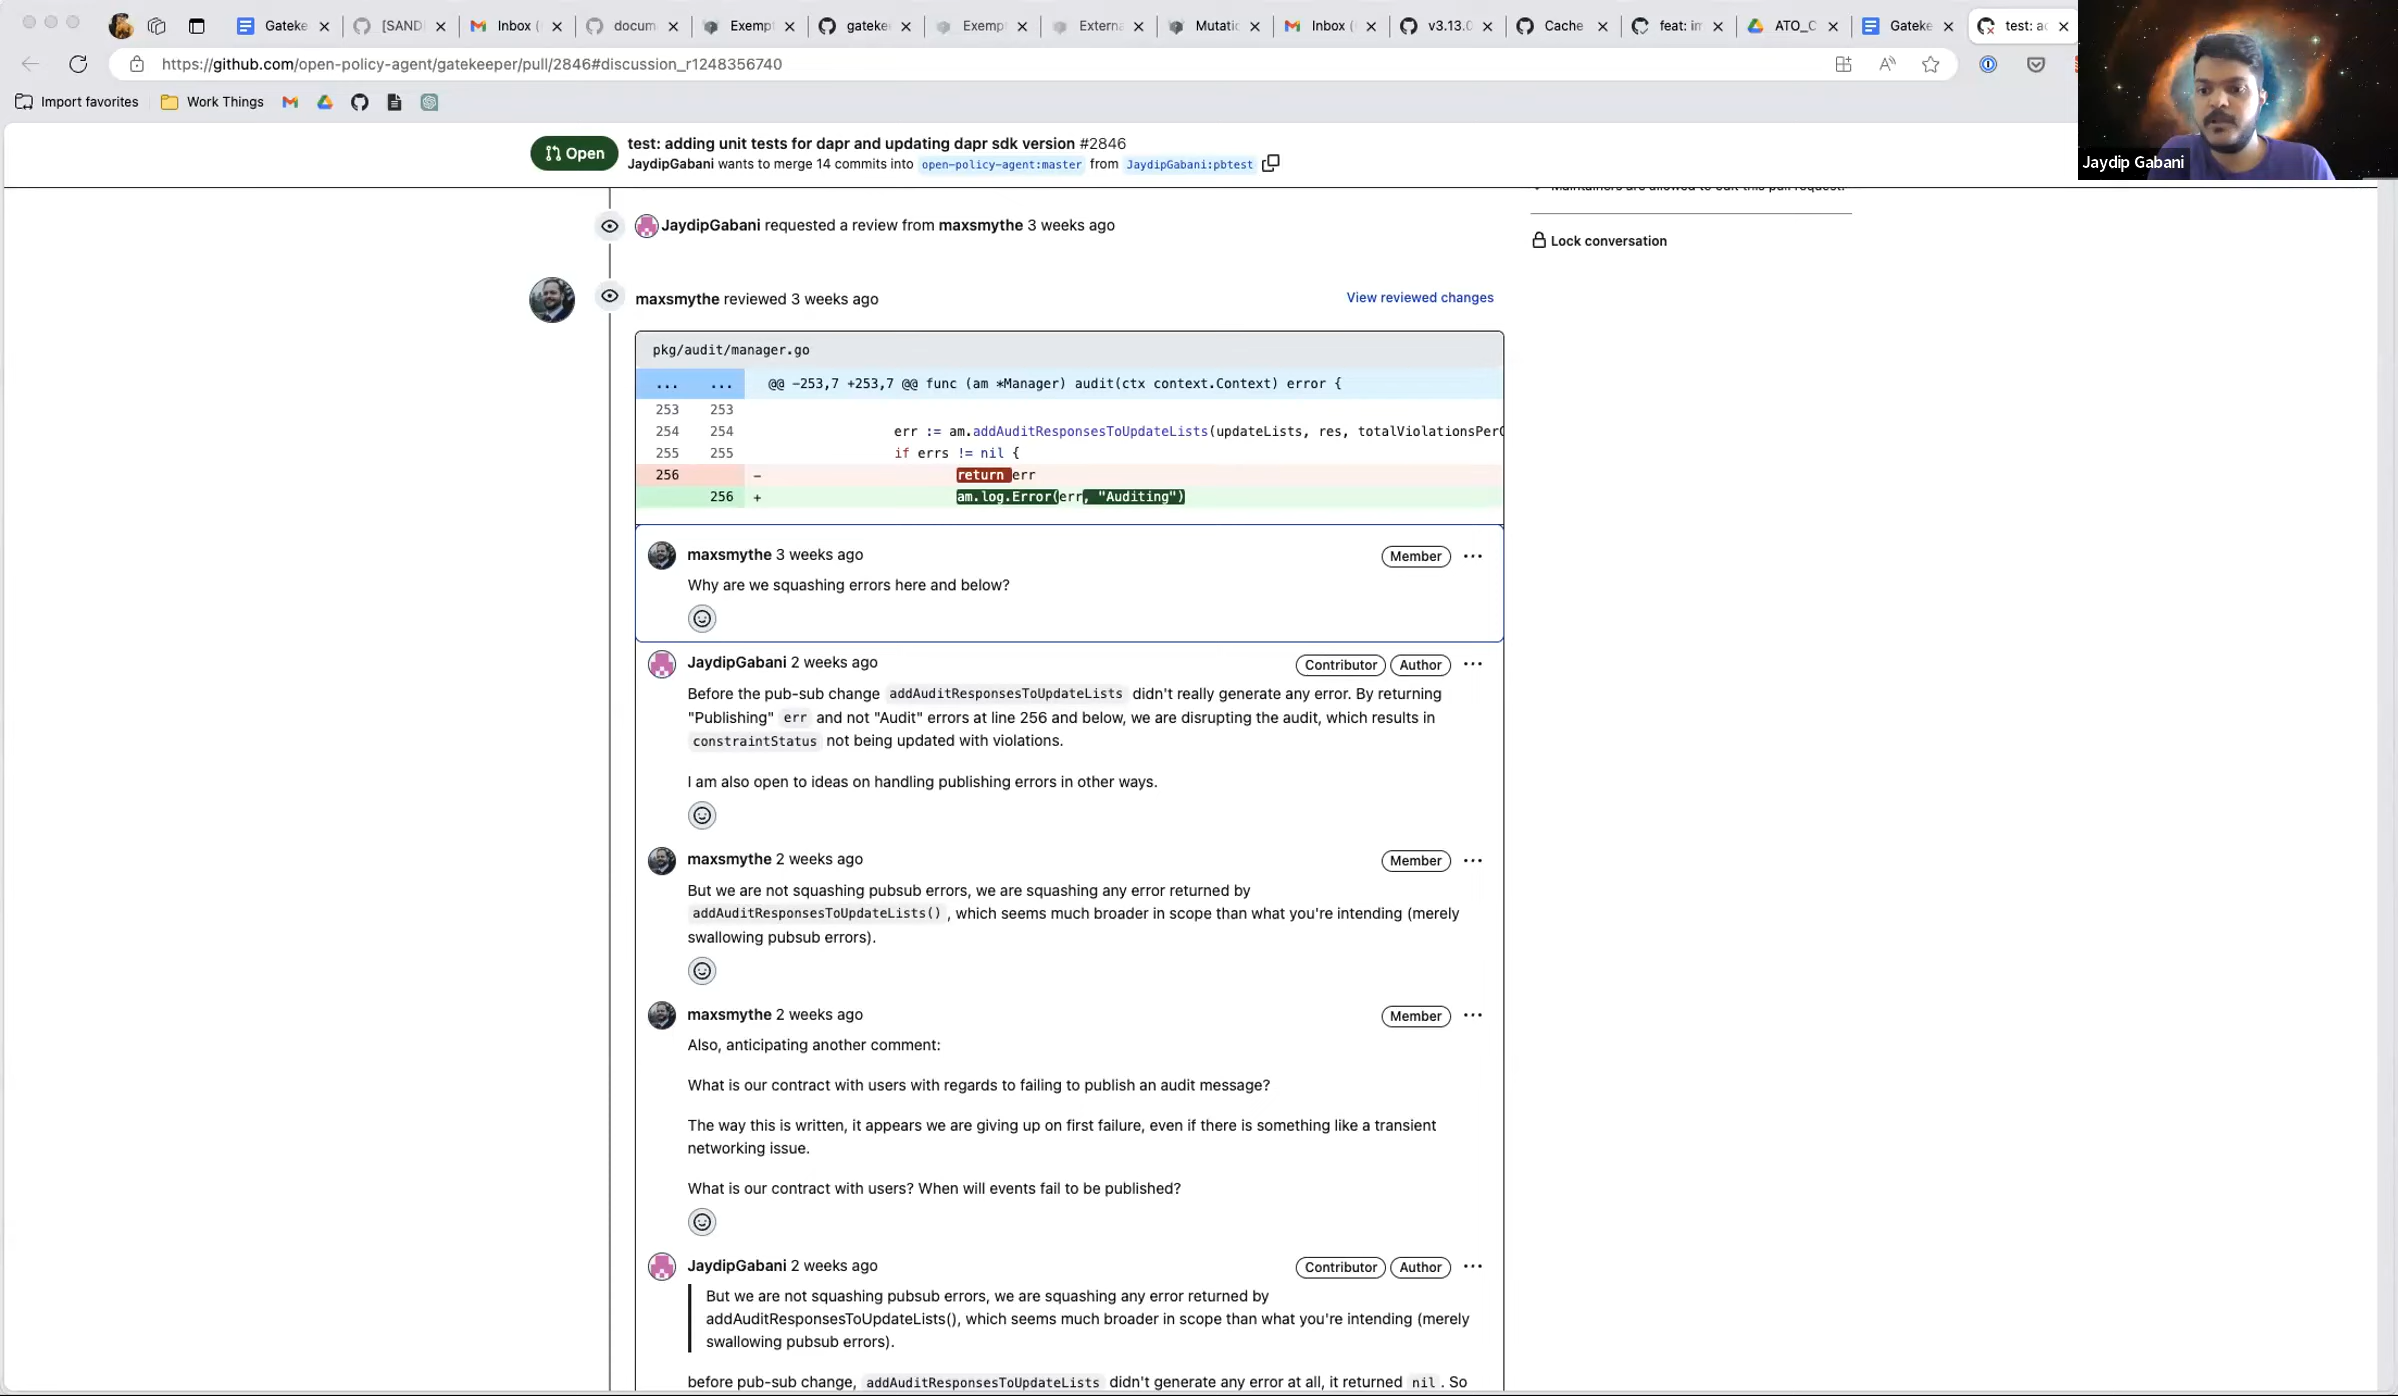 Gateke
[SAND
Inbox (
docum
Exempt
gatekee
Exemp
Externa
Mutatio
Inbox (
v3.13.0
Cache
feat: im
ATO_C
Gateke
test: ad
https://github.com/open-policy-agent/gatekeeper/pull/2846#discussion_r1248356740
Import favorites
Work Things
Jaydip Gabani
Open
test: adding unit tests for dapr and updating dapr sdk version #2846
JaydipGabani wants to merge 14 commits into open-policy-agent:master from JaydipGabani:pbtest
Maintainers are allowed to edit this pull request.
JaydipGabani requested a review from maxsmythe 3 weeks ago
Lock conversation
maxsmythe reviewed 3 weeks ago
View reviewed changes
pkg/audit/manager.go
... ... @@ -253,7 +253,7 @@ func (am *Manager) audit(ctx context.Context) error {
253 253
254 254 err := am.addAuditResponsesToUpdateLists(updateLists, res, totalViolationsPerC
255 255 if errs != nil {
256 - return err
256 + am.log.Error(err, "Auditing")
maxsmythe 3 weeks ago
Member ...
Why are we squashing errors here and below?
JaydipGabani 2 weeks ago
Contributor Author ...
Before the pub-sub change addAuditResponsesToUpdateLists didn't really generate any error. By returning
"Publishing" err and not "Audit" errors at line 256 and below, we are disrupting the audit, which results in
constraintStatus not being updated with violations.
I am also open to ideas on handling publishing errors in other ways.
maxsmythe 2 weeks ago
Member ...
But we are not squashing pubsub errors, we are squashing any error returned by
addAuditResponsesToUpdateLists() , which seems much broader in scope than what you're intending (merely
swallowing pubsub errors).
maxsmythe 2 weeks ago
Member ...
Also, anticipating another comment:
What is our contract with users with regards to failing to publish an audit message?
The way this is written, it appears we are giving up on first failure, even if there is something like a transient
networking issue.
What is our contract with users? When will events fail to be published?
JaydipGabani 2 weeks ago
Contributor Author ...
But we are not squashing pubsub errors, we are squashing any error returned by
addAuditResponsesToUpdateLists(), which seems much broader in scope than what you're intending (merely
swallowing pubsub errors).
before pub-sub change, addAuditResponsesToUpdateLists didn't generate any error at all, it returned nil . So